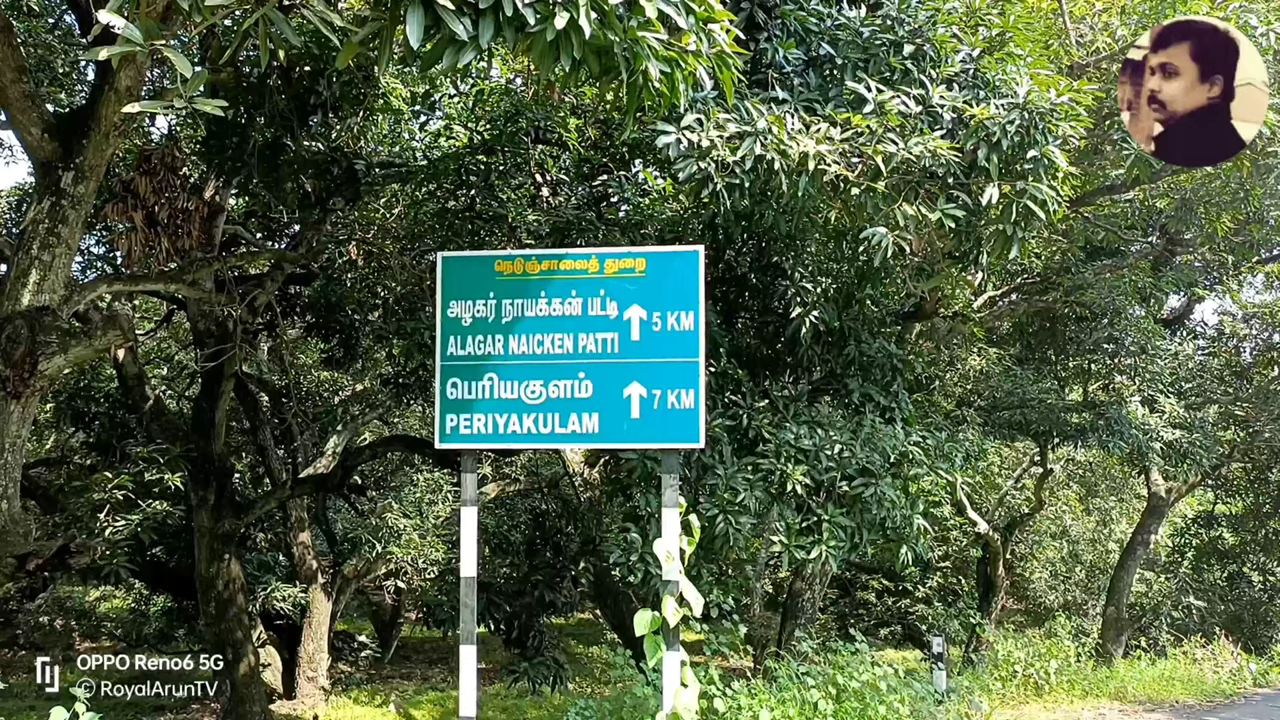 நெடுஞ்சாலைத் துறை
அழகர் நாயக்கன் பட்டி
ALAGAR NAICKEN PATTI
5 KM
பெரியகுளம்
PERIYAKULAM
7 KM
OPPO Reno6 5G
© RoyalArunTV